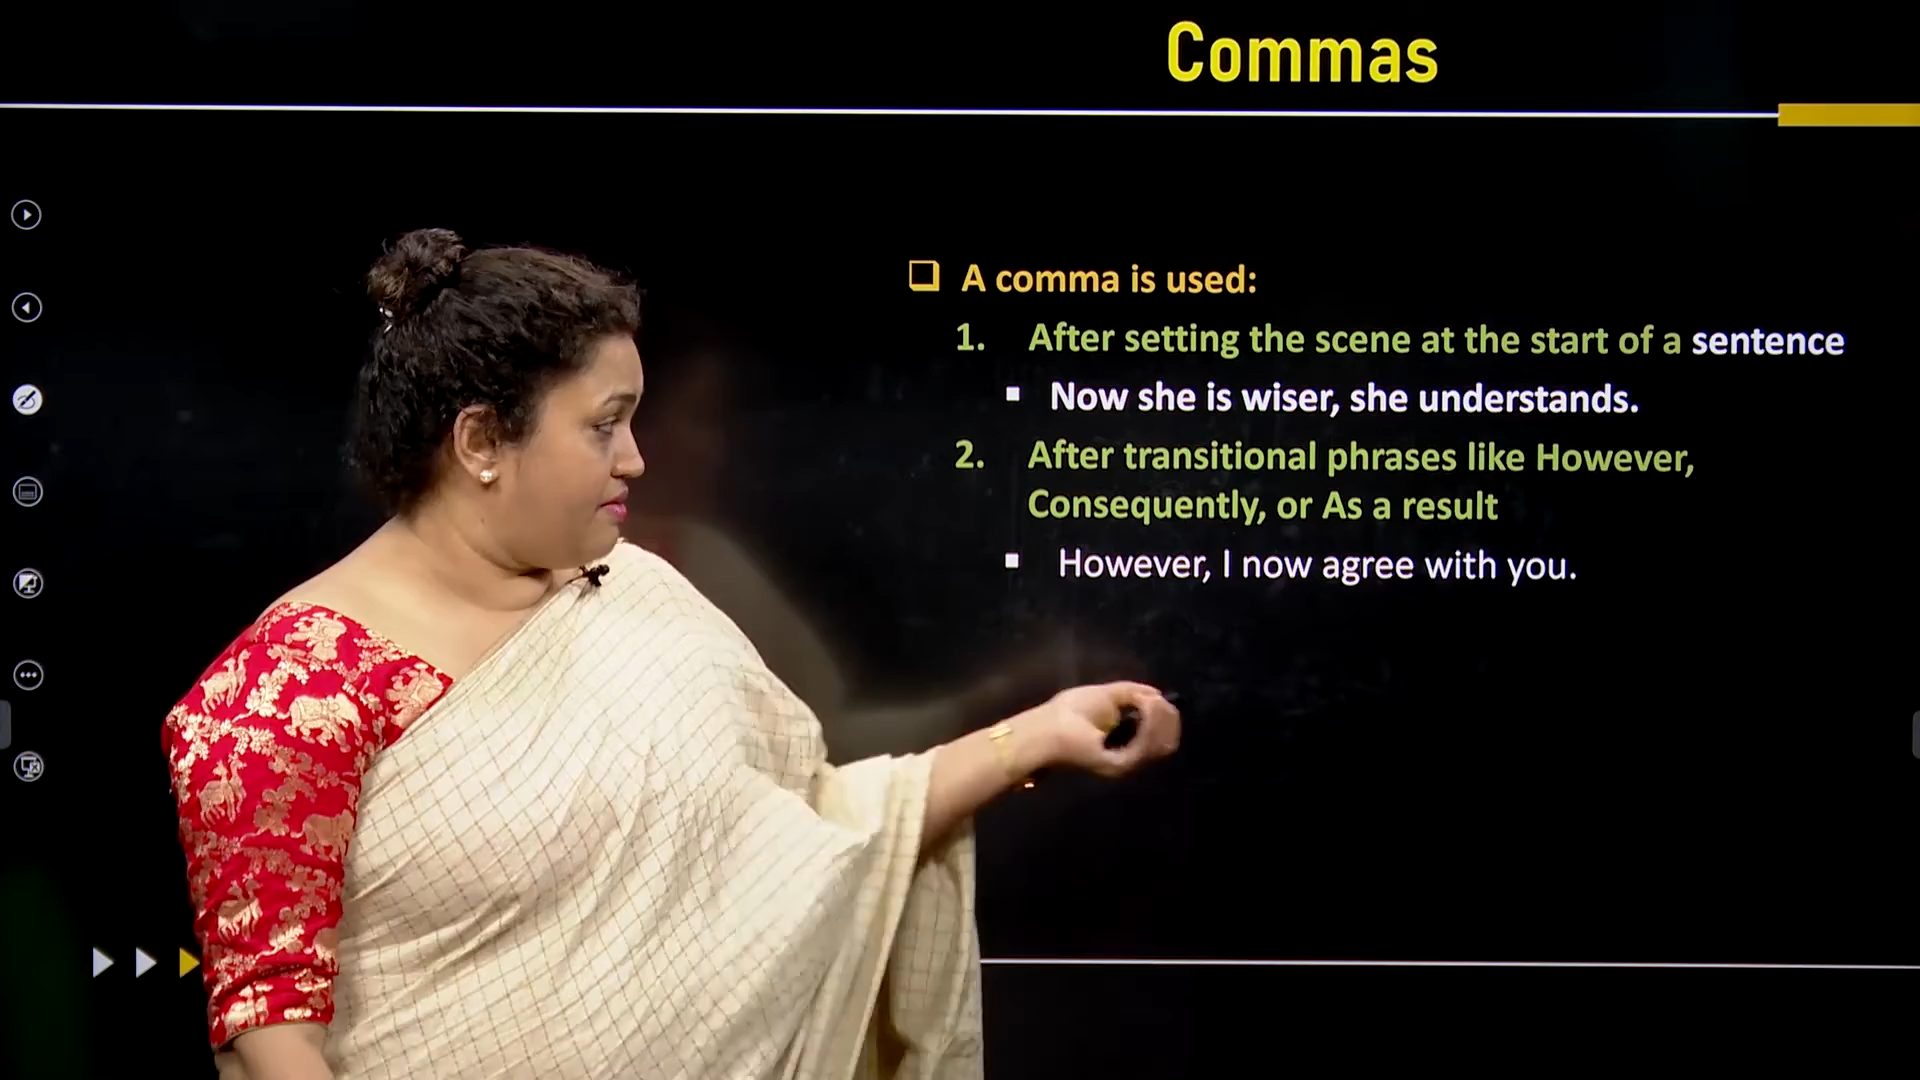 Commas
A comma is used:
1. After setting the scene at the start of a sentence
Now she is wiser, she understands.
2. After transitional phrases like However,
Consequently, or As a result
However, I now agree with you.